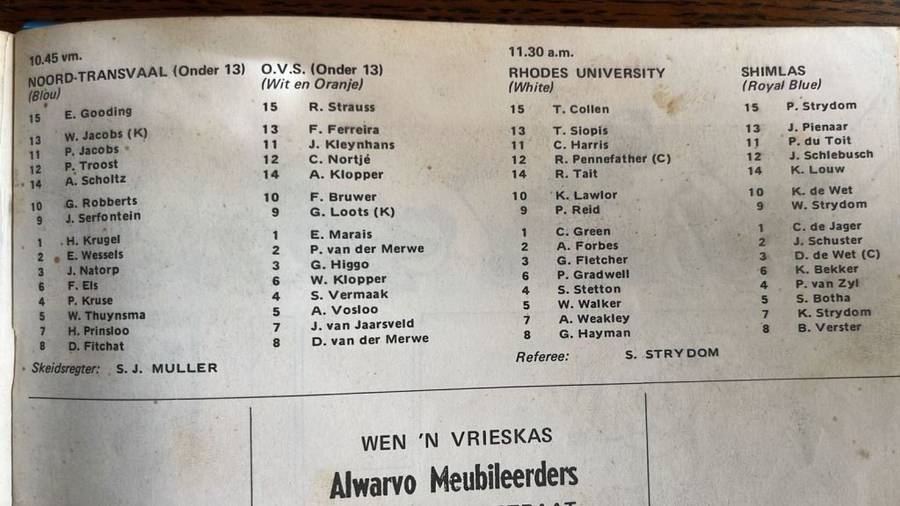 10.45 vm.
NOORD-TRANSVAAL (Onder 13)
(Blou)
15 E. Gooding
13 W. Jacobs (K)
11 P. Jacobs
12 P. Troost
14 A. Scholtz
10 G. Robberts
9 J. Serfontein
1 H. Krugel
2 E. Wessels
3 J. Natorp
6 F. Els
4 P. Kruse
5 W. Thuynsma
7 H. Prinsloo
8 D. Fitchat
Skeidsregter: S. J. MULLER
O.V.S. (Onder 13)
(Wit en Oranje)
15 R. Strauss
13 F. Ferreira
11 J. Kleynhans
12 C. Nortjé
14 A. Klopper
10 F. Bruwer
9 G. Loots (K)
1 E. Marais
2 P. van der Merwe
3 G. Higgo
6 W. Klopper
4 S. Vermaak
5 A. Vosloo
7 J. van Jaarsveld
8 D. van der Merwe
11.30 a.m.
RHODES UNIVERSITY
(White)
15 T. Collen
13 T. Siopis
11 C. Harris
12 R. Pennefather (C)
14 R. Tait
10 K. Lawlor
9 P. Reid
1 C. Green
2 A. Forbes
3 G. Fletcher
6 P. Gradwell
4 S. Stetton
5 W. Walker
7 A. Weakley
8 G. Hayman
Referee: S. STRYDOM
SHIMLAS
(Royal Blue)
15 P. Strydom
13 J. Pienaar
11 P. du Toit
12 J. Schlebusch
14 K. Louw
10 K. de Wet
9 W. Strydom
1 C. de Jager
2 J. Schuster
3 D. de Wet (C)
6 K. Bekker
4 P. van Zyl
5 S. Botha
7 K. Strydom
8 B. Verster
WEN 'N VRIESKAS
Alwarvo Meubileerders